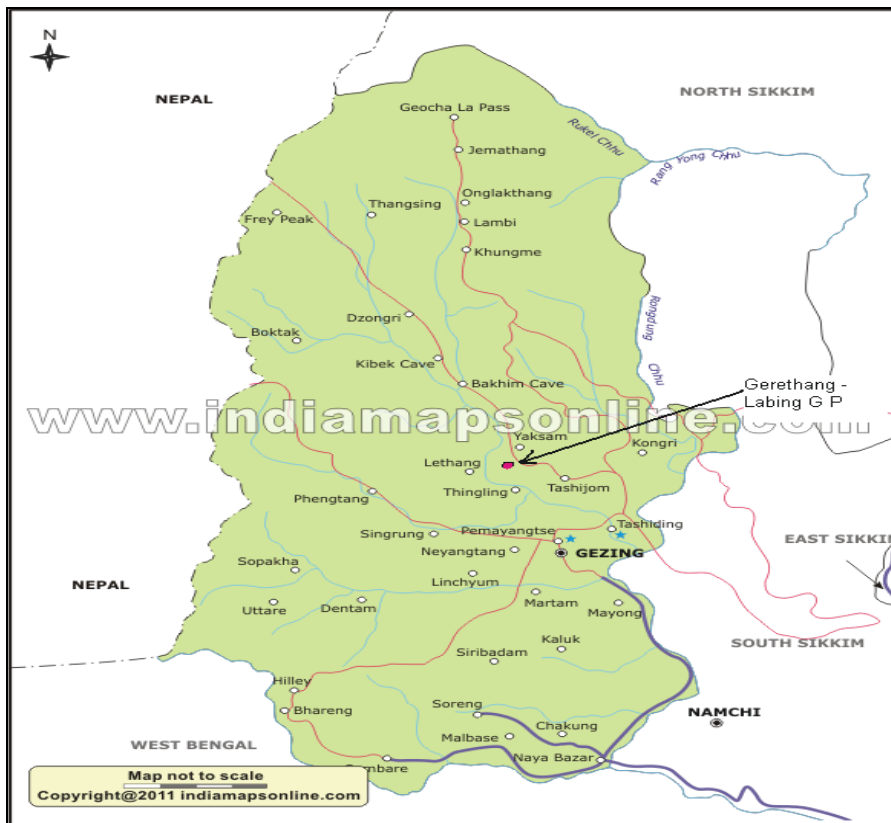 N
NEPAL
NORTH SIKKIM
Geocha La Pass
Rukel Chhu
Jemathang
Rang Yong Chhu
Onglakthang
Thangsing
Frey Peak
Lambi
Khungme
Rongdung
Dzongri
Boktak
Kibek Cave
Chhu
Bakhim Cave
Gerethang -
Labing G P
www.indiamapsonline.com
Yaksam
Kongri
Lethang
Tashijom
Phengtang
Thingling
Tashiding
Singrung
Pemayangtse
EAST SIKKIM
Neyangtang
GEZING
Sopakha
Linchyum
NEPAL
Martam
Mayong
Uttare
Dentam
Kaluk
SOUTH SIKKIM
Siribadam
Hilley
Soreng
Bhareng
NAMCHI
Chakung
Malbase
WEST BENGAL
Naya Bazar
Map not to scale
Copyright@2011 indiamapsonline.com